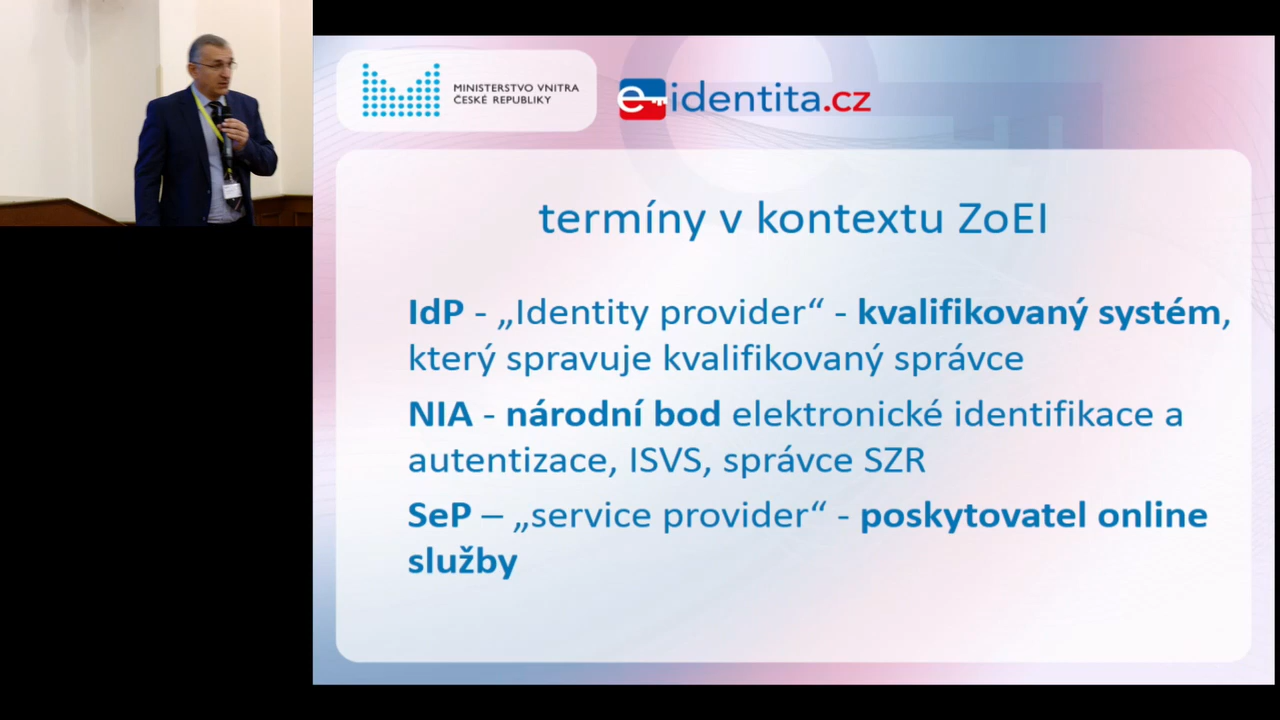 MINISTERSTVO VNITRA
ČESKÉ REPUBLIKY
e-identita.cz
termíny v kontextu ZoEI
IdP - „Identity provider“ - kvalifikovaný systém,
který spravuje kvalifikovaný správce
NIA - národní bod elektronické identifikace a
autentizace, ISVS, správce SZR
SeP – „service provider“ - poskytovatel online
služby